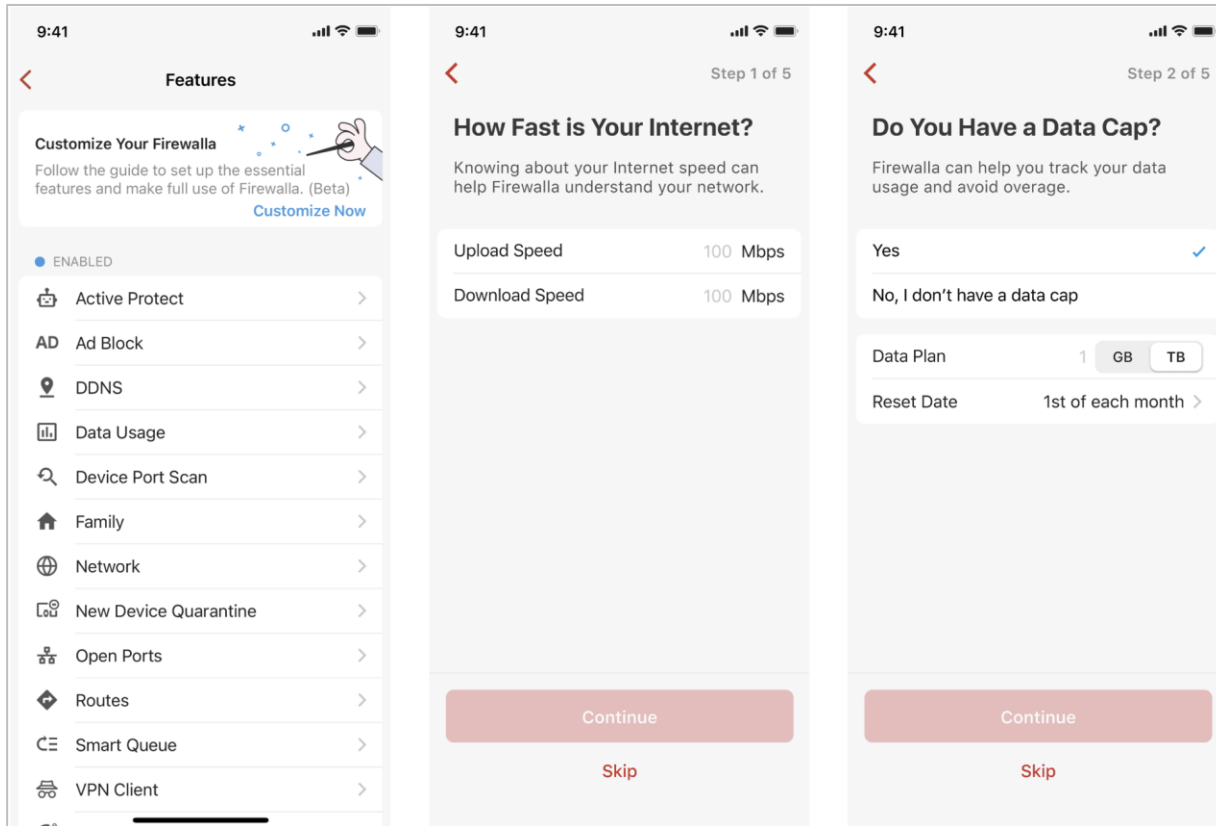 9:41
Features
Customize Your Firewalla
Follow the guide to set up the essential
features and make full use of Firewalla. (Beta)
Customize Now
ENABLED
Active Protect
AD Ad Block
DDNS
Data Usage
Device Port Scan
Family
Network
New Device Quarantine
Open Ports
Routes
Smart Queue
VPN Client
9:41
Step 1 of 5
How Fast is Your Internet?
Knowing about your Internet speed can
help Firewalla understand your network.
Upload Speed 100 Mbps
Download Speed 100 Mbps
Continue
Skip
9:41
Step 2 of 5
Do You Have a Data Cap?
Firewalla can help you track your data
usage and avoid overage.
Yes
No, I don't have a data cap
Data Plan 1 GB TB
Reset Date 1st of each month
Continue
Skip